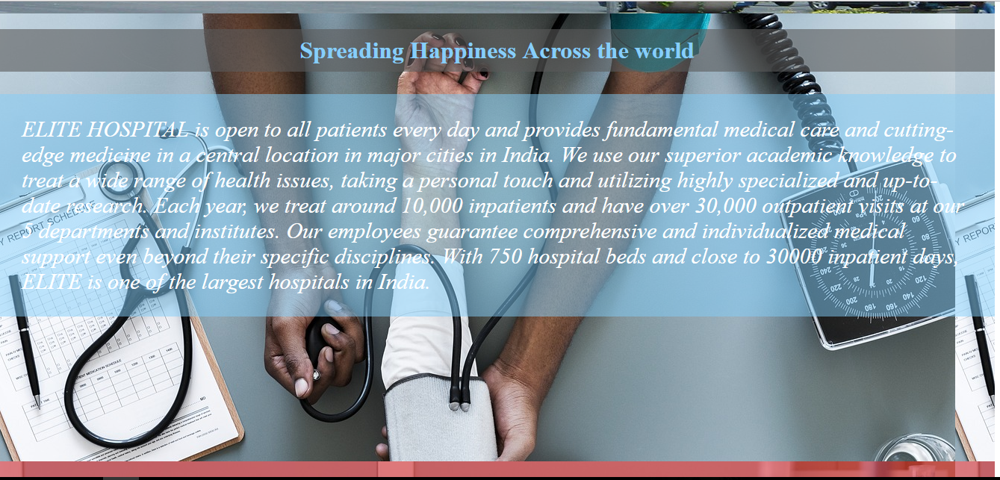 Spreading Happiness Across the world
ELITE HOSPITAL is open to all patients every day and provides fundamental medical care and cutting-
edge medicine in a central location in major cities in India. We use our superior academic knowledge to
treat a wide range of health issues, taking a personal touch and utilizing highly specialized and up-to-
date research. Each year, we treat around 10,000 inpatients and have over 30,000 outpatient visits at our
5 departments and institutes. Our employees guarantee comprehensive and individualized medical
support even beyond their specific disciplines. With 750 hospital beds and close to 30000 inpatient days,
ELITE is one of the largest hospitals in India.